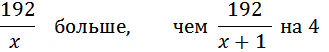 192/x больше, чем 192/(x + 1) на 4